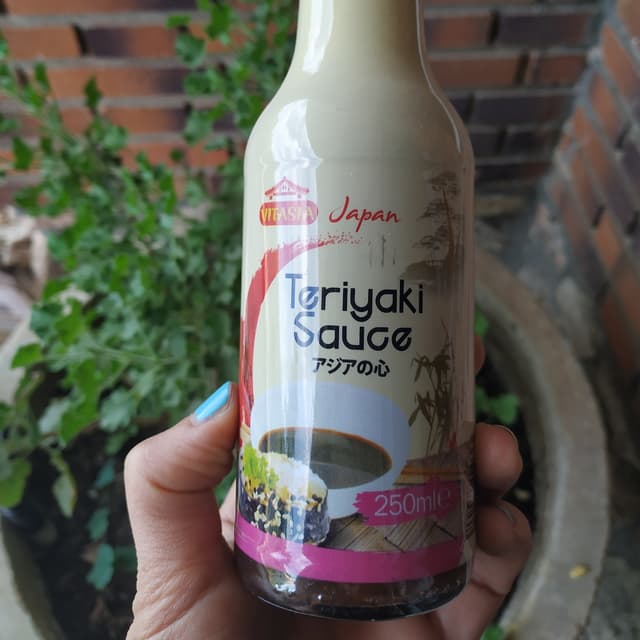 VITASIA Japan
Teriyaki
Sauce
アジアの心
250ml e